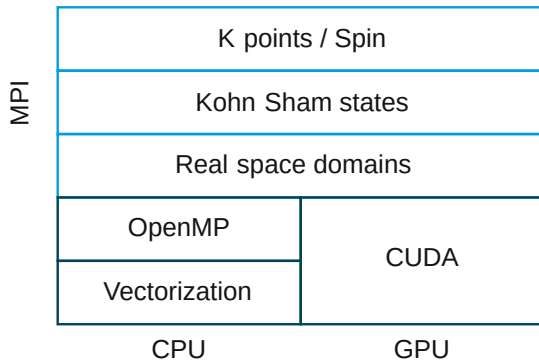 MPI
K points / Spin
Kohn Sham states
Real space domains
OpenMP
Vectorization
CUDA
CPU
GPU